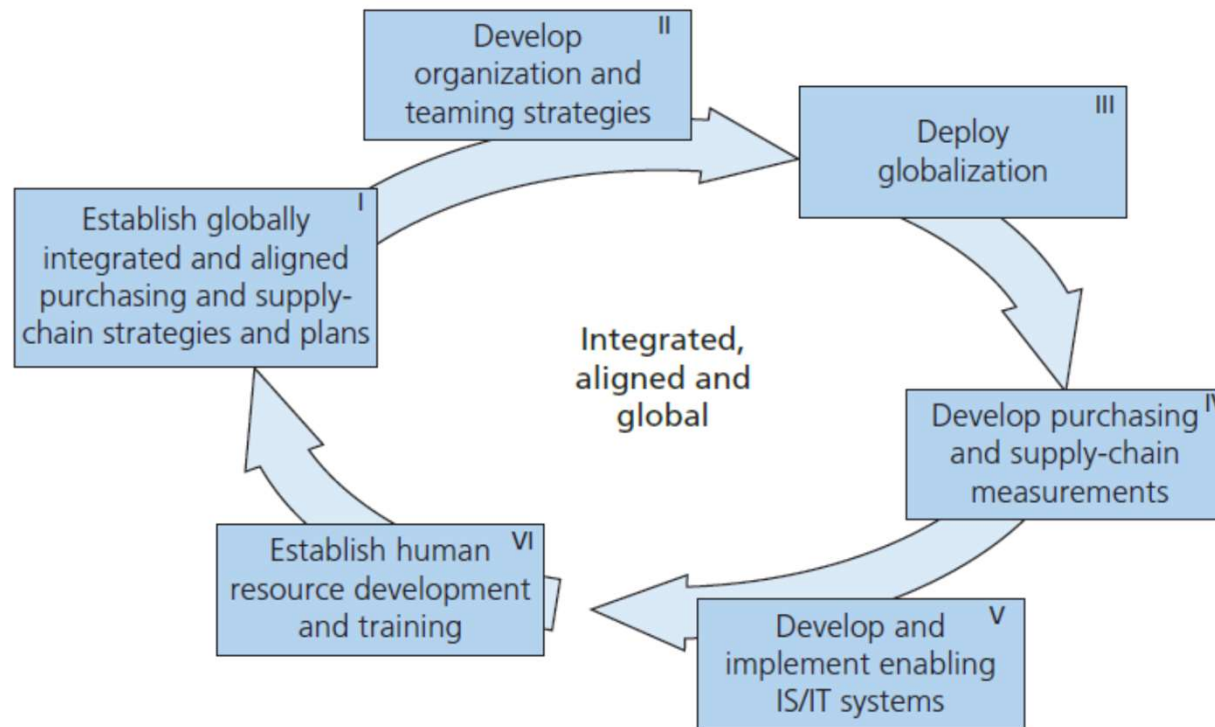 I
Establish globally
integrated and aligned
purchasing and supply-
chain strategies and plans
II
Develop
organization and
teaming strategies
III
Deploy
globalization
IV
Develop purchasing
and supply-chain
measurements
V
Develop and
implement enabling
IS/IT systems
VI
Establish human
resource development
and training
Integrated,
aligned and
global